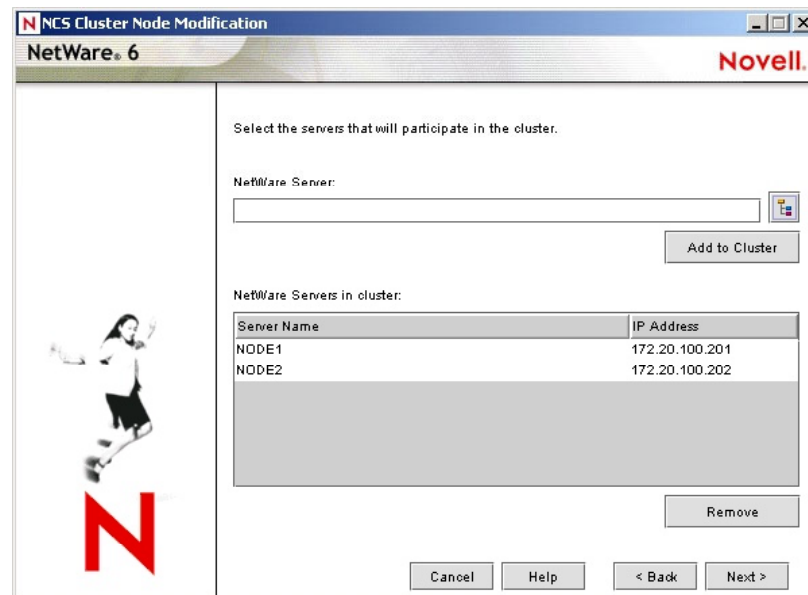 N NCS Cluster Node Modification
NetWare® 6
Novell.
Select the servers that will participate in the cluster.
NetWare Server:
Add to Cluster
NetWare Servers in cluster:
Server Name IP Address
NODE1 172.20.100.201
NODE2 172.20.100.202
Remove
N
Cancel Help < Back Next >